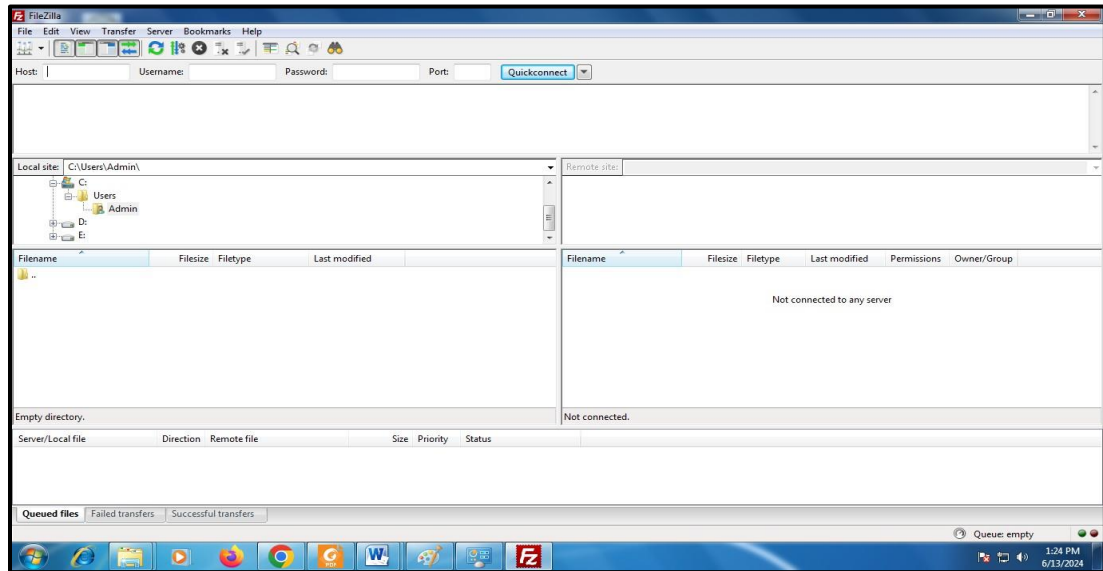 FileZilla
File Edit View Transfer Server Bookmarks Help
Host: Username: Password: Port: Quickconnect
Local site: C:\Users\Admin\ Remote site:
C:
Users
Admin
D:
E:
Filename Filesize Filetype Last modified Filename Filesize Filetype Last modified Permissions Owner/Group
..
Not connected to any server
Empty directory. Not connected.
Server/Local file Direction Remote file Size Priority Status
Queued files Failed transfers Successful transfers
Queue: empty
1:24 PM
6/13/2024